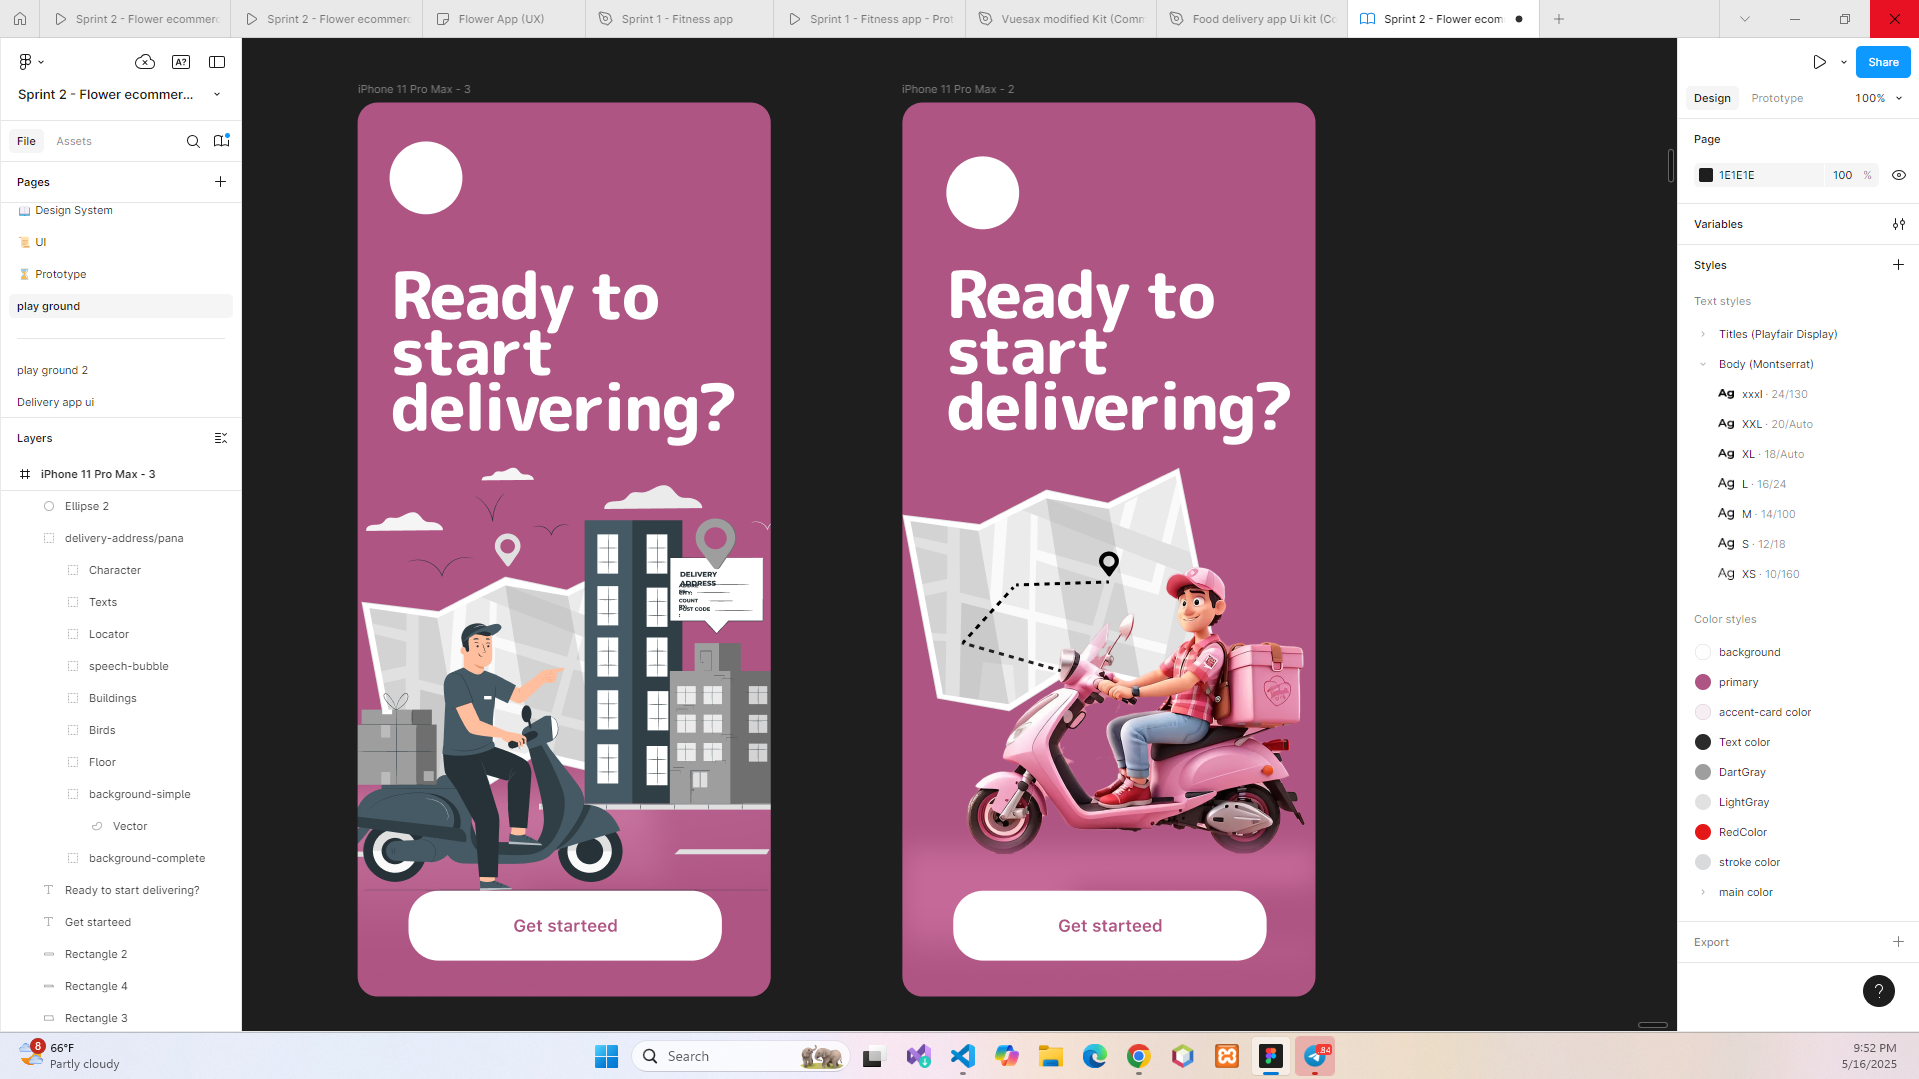 Sprint 2 - Flower ecommerc
Sprint 2 - Flower ecommerc
Flower App (UX)
Sprint 1 - Fitness app
Sprint 1 - Fitness app - Prot
Vuesax modified Kit (Comn
Food delivery app Ui kit (Co
Sprint 2 - Flower ecom
A?
Sprint 2 - Flower ecommer...
File
Assets
Pages
Design System
UI
Prototype
play ground
play ground 2
Delivery app ui
Layers
iPhone 11 Pro Max - 3
Ellipse 2
delivery-address/pana
Character
Texts
Locator
speech-bubble
Buildings
Birds
Floor
background-simple
Vector
background-complete
Ready to start delivering?
Get starteed
Rectangle 2
Rectangle 4
Rectangle 3
iPhone 11 Pro Max - 3
Ready to
start
delivering?
DELIVERY
ADDRESS
CITY:
COUNT
POST CODE
:
Get starteed
iPhone 11 Pro Max - 2
Ready to
start
delivering?
Get starteed
Share
Design
Prototype
100%
Page
1E1E1E
100
%
Variables
Styles
Text styles
Titles (Playfair Display)
Body (Montserrat)
Ag xxxl · 24/130
Ag XXL · 20/Auto
Ag XL · 18/Auto
Ag L · 16/24
Ag M · 14/100
Ag S · 12/18
Ag XS · 10/160
Color styles
background
primary
accent-card color
Text color
DartGray
LightGray
RedColor
stroke color
main color
Export
?
8
66°F
Partly cloudy
Search
84
9:52 PM
5/16/2025